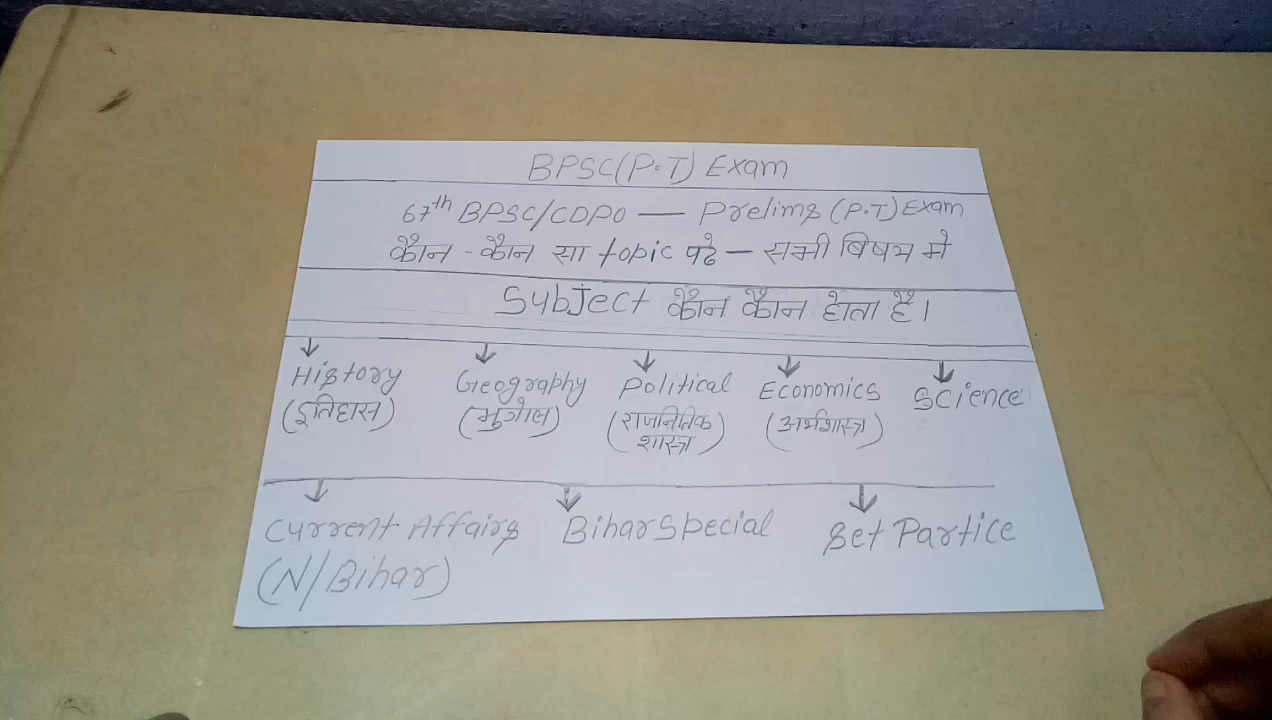 BPSC(P.T) Exam
67th BPSC/CDPO — Prelims (P.T) Exam
कौन - कौन सा topic पढे — सभी बिषय मे
Subject कौन कौन होता है।
History Geography Political Economics Science
(इतिहास) (भुगोल) (राजनितिक शास्त्र) (अर्थशास्त्र)
Current Affairs Bihar Special Set Partice
(N/Bihar)